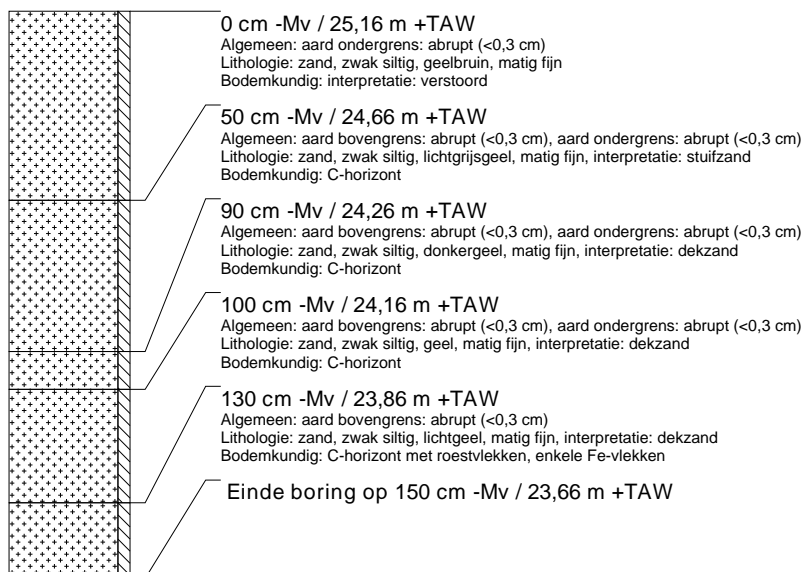 0 cm -Mv / 25,16 m +TAW
Algemeen: aard ondergrens: abrupt (<0,3 cm)
Lithologie: zand, zwak siltig, geelbruin, matig fijn
Bodemkundig: interpretatie: verstoord
50 cm -Mv / 24,66 m +TAW
Algemeen: aard bovengrens: abrupt (<0,3 cm), aard ondergrens: abrupt (<0,3 cm)
Lithologie: zand, zwak siltig, lichtgrijsgeel, matig fijn, interpretatie: stuifzand
Bodemkundig: C-horizont
90 cm -Mv / 24,26 m +TAW
Algemeen: aard bovengrens: abrupt (<0,3 cm), aard ondergrens: abrupt (<0,3 cm)
Lithologie: zand, zwak siltig, donkergeel, matig fijn, interpretatie: dekzand
Bodemkundig: C-horizont
100 cm -Mv / 24,16 m +TAW
Algemeen: aard bovengrens: abrupt (<0,3 cm), aard ondergrens: abrupt (<0,3 cm)
Lithologie: zand, zwak siltig, geel, matig fijn, interpretatie: dekzand
Bodemkundig: C-horizont
130 cm -Mv / 23,86 m +TAW
Algemeen: aard bovengrens: abrupt (<0,3 cm)
Lithologie: zand, zwak siltig, lichtgeel, matig fijn, interpretatie: dekzand
Bodemkundig: C-horizont met roestvlekken, enkele Fe-vlekken
Einde boring op 150 cm -Mv / 23,66 m +TAW